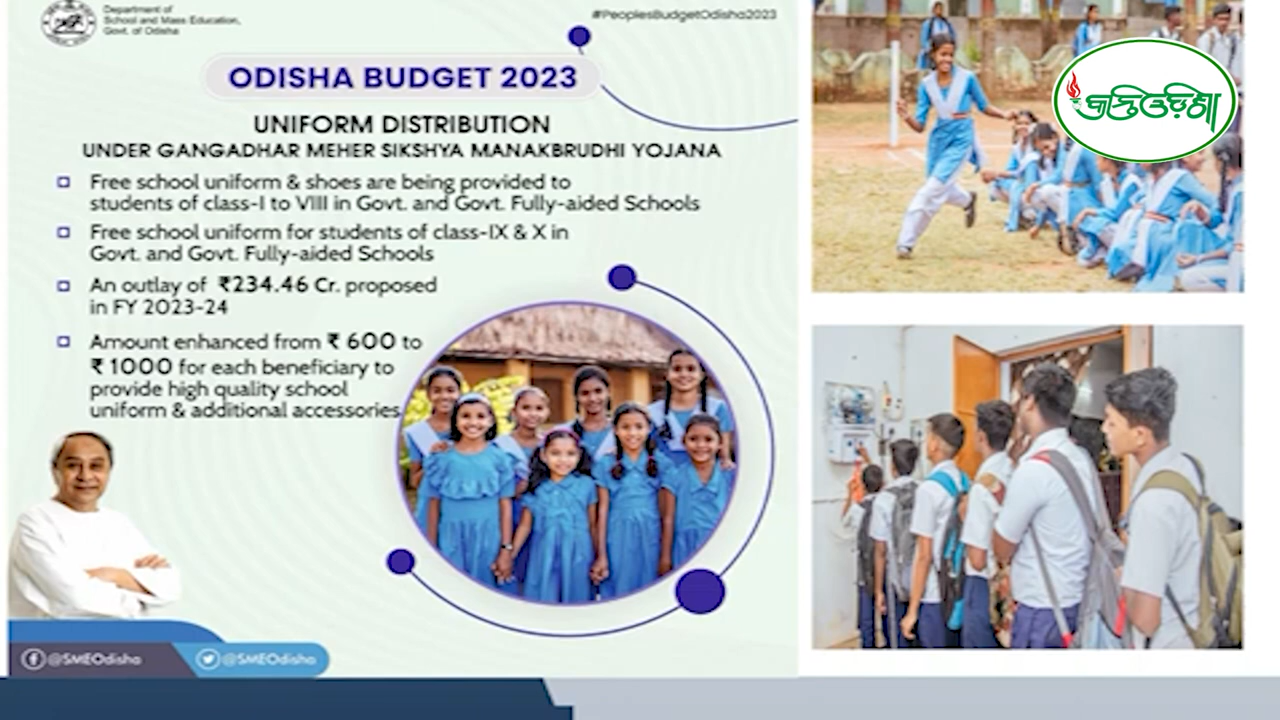 Department of
School and Mass Education,
Govt. of Odisha
#PeoplesBudgetOdisha2023
ODISHA BUDGET 2023
UNIFORM DISTRIBUTION
UNDER GANGADHAR MEHER SIKSHYA MANAKBRUDHI YOJANA
Free school uniform & shoes are being provided to
students of class-I to VIII in Govt. and Govt. Fully-aided Schools
Free school uniform for students of class-IX & X in
Govt. and Govt. Fully-aided Schools
An outlay of ₹234.46 Cr. proposed
in FY 2023-24
Amount enhanced from ₹ 600 to
₹ 1000 for each beneficiary to
provide high quality school
uniform & additional accessories
@SMEOdisha
@SMEOdisha